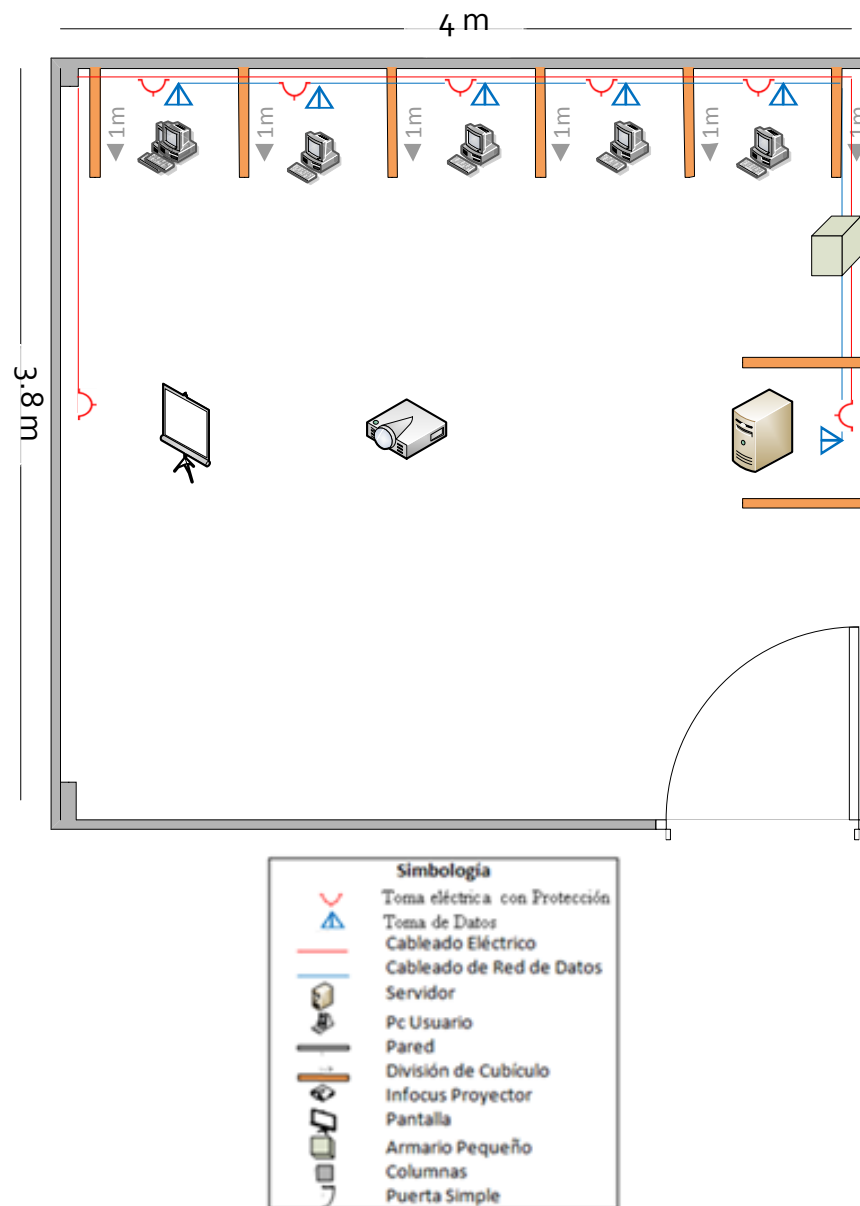 4 m
1m
1m
1m
1m
1m
1m
3.8 m
Simbología
Toma eléctrica con Protección
Toma de Datos
Cableado Eléctrico
Cableado de Red de Datos
Servidor
Pc Usuario
Pared
División de Cubículo
Infocus Proyector
Pantalla
Armario Pequeño
Columnas
Puerta Simple